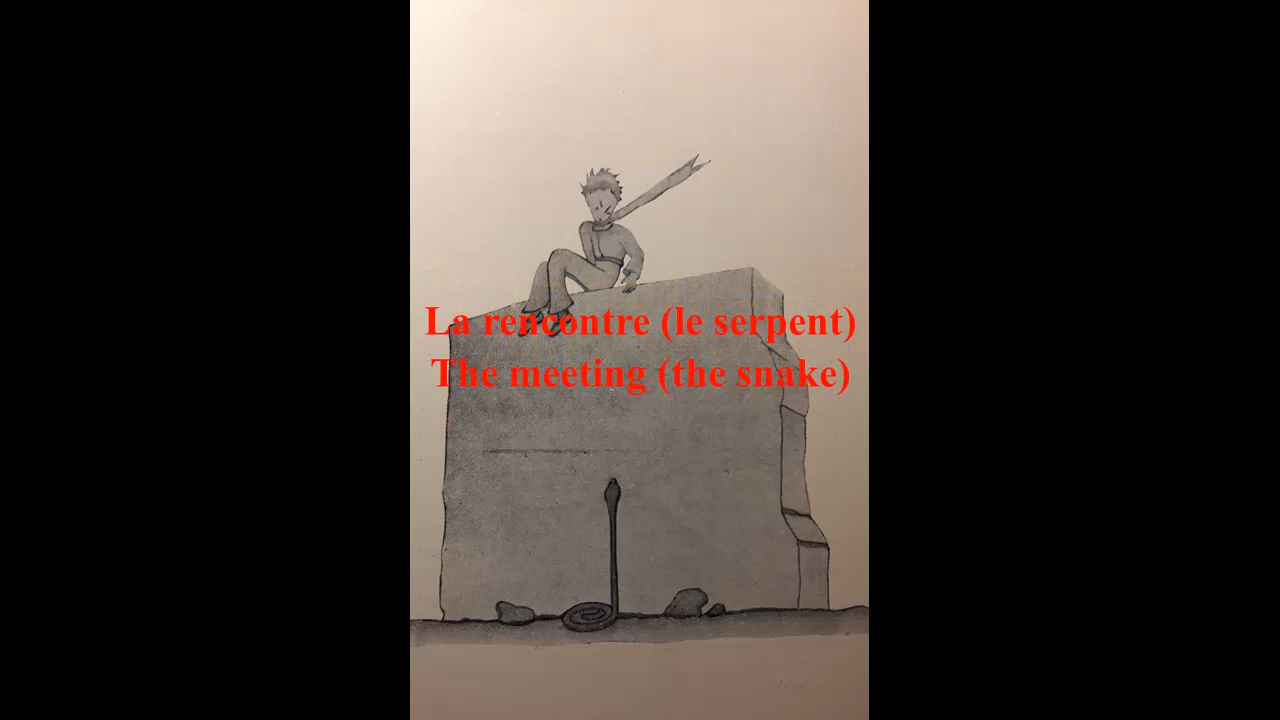 La rencontre (le serpent)
The meeting (the snake)